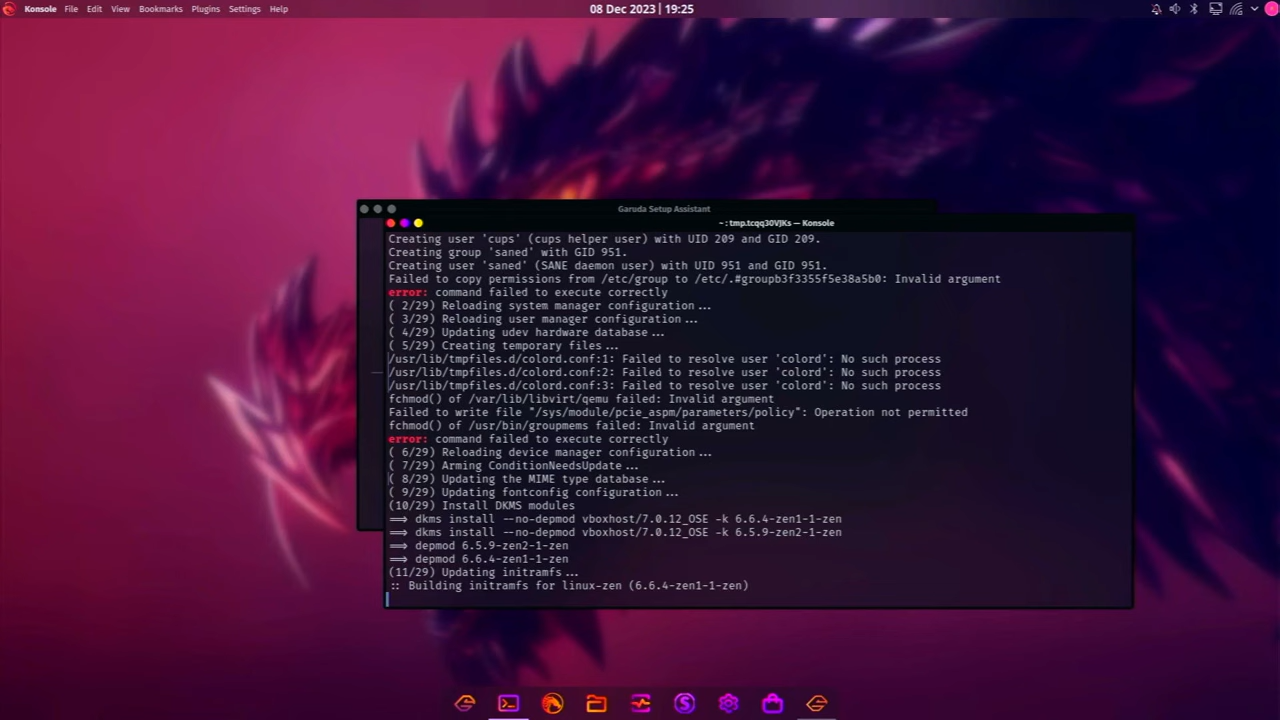 Konsole File Edit View Bookmarks Plugins Settings Help
08 Dec 2023 | 19:25
Garuda Setup Assistant
~ : tmp.tcqq30VJKs — Konsole
Creating user 'cups' (cups helper user) with UID 209 and GID 209.
Creating group 'saned' with GID 951.
Creating user 'saned' (SANE daemon user) with UID 951 and GID 951.
Failed to copy permissions from /etc/group to /etc/.#groupb3f3355f5e38a5b0: Invalid argument
error: command failed to execute correctly
( 2/29) Reloading system manager configuration...
( 3/29) Reloading user manager configuration...
( 4/29) Updating udev hardware database...
( 5/29) Creating temporary files...
/usr/lib/tmpfiles.d/colord.conf:1: Failed to resolve user 'colord': No such process
/usr/lib/tmpfiles.d/colord.conf:2: Failed to resolve user 'colord': No such process
/usr/lib/tmpfiles.d/colord.conf:3: Failed to resolve user 'colord': No such process
fchmod() of /var/lib/libvirt/qemu failed: Invalid argument
Failed to write file "/sys/module/pcie_aspm/parameters/policy": Operation not permitted
fchmod() of /usr/bin/groupmems failed: Invalid argument
error: command failed to execute correctly
( 6/29) Reloading device manager configuration...
( 7/29) Arming ConditionNeedsUpdate...
( 8/29) Updating the MIME type database...
( 9/29) Updating fontconfig configuration...
(10/29) Install DKMS modules
==> dkms install --no-depmod vboxhost/7.0.12_OSE -k 6.6.4-zen1-1-zen
==> dkms install --no-depmod vboxhost/7.0.12_OSE -k 6.5.9-zen2-1-zen
==> depmod 6.5.9-zen2-1-zen
==> depmod 6.6.4-zen1-1-zen
(11/29) Updating initramfs...
:: Building initramfs for linux-zen (6.6.4-zen1-1-zen)